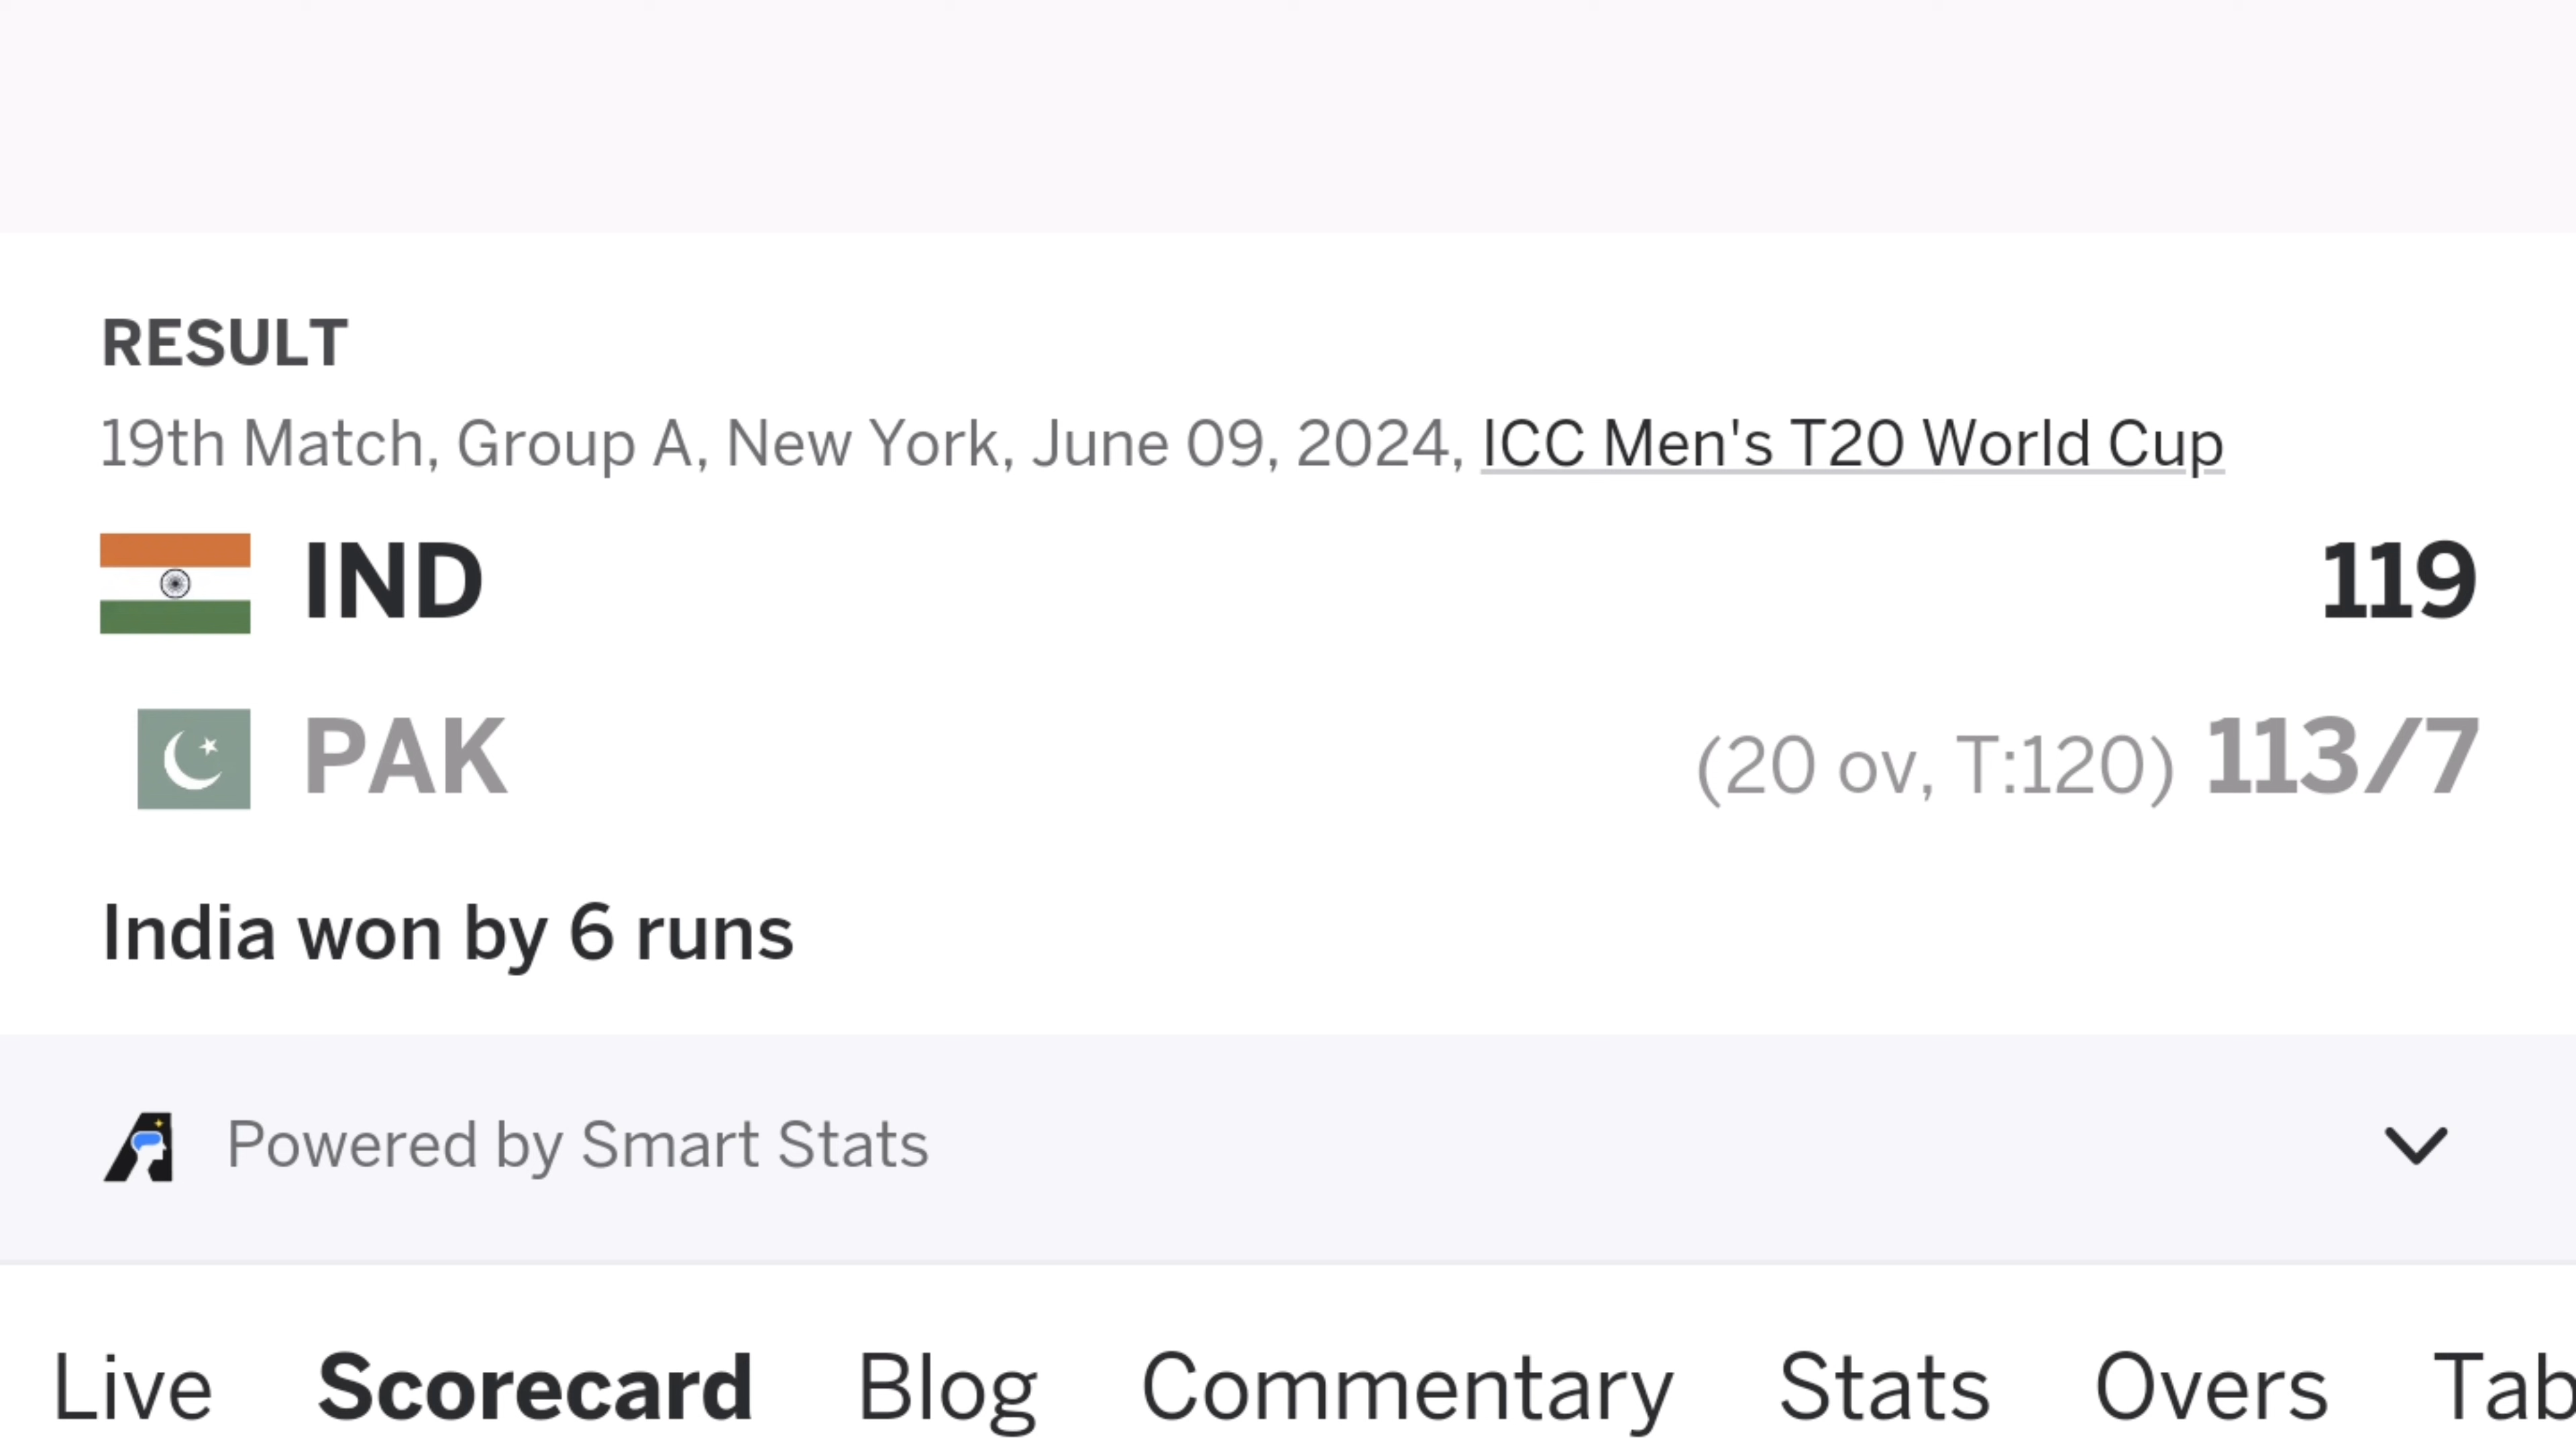 RESULT
19th Match, Group A, New York, June 09, 2024, ICC Men's T20 World Cup
IND 119
PAK (20 ov, T:120) 113/7
India won by 6 runs
Powered by Smart Stats
Live Scorecard Blog Commentary Stats Overs Tab